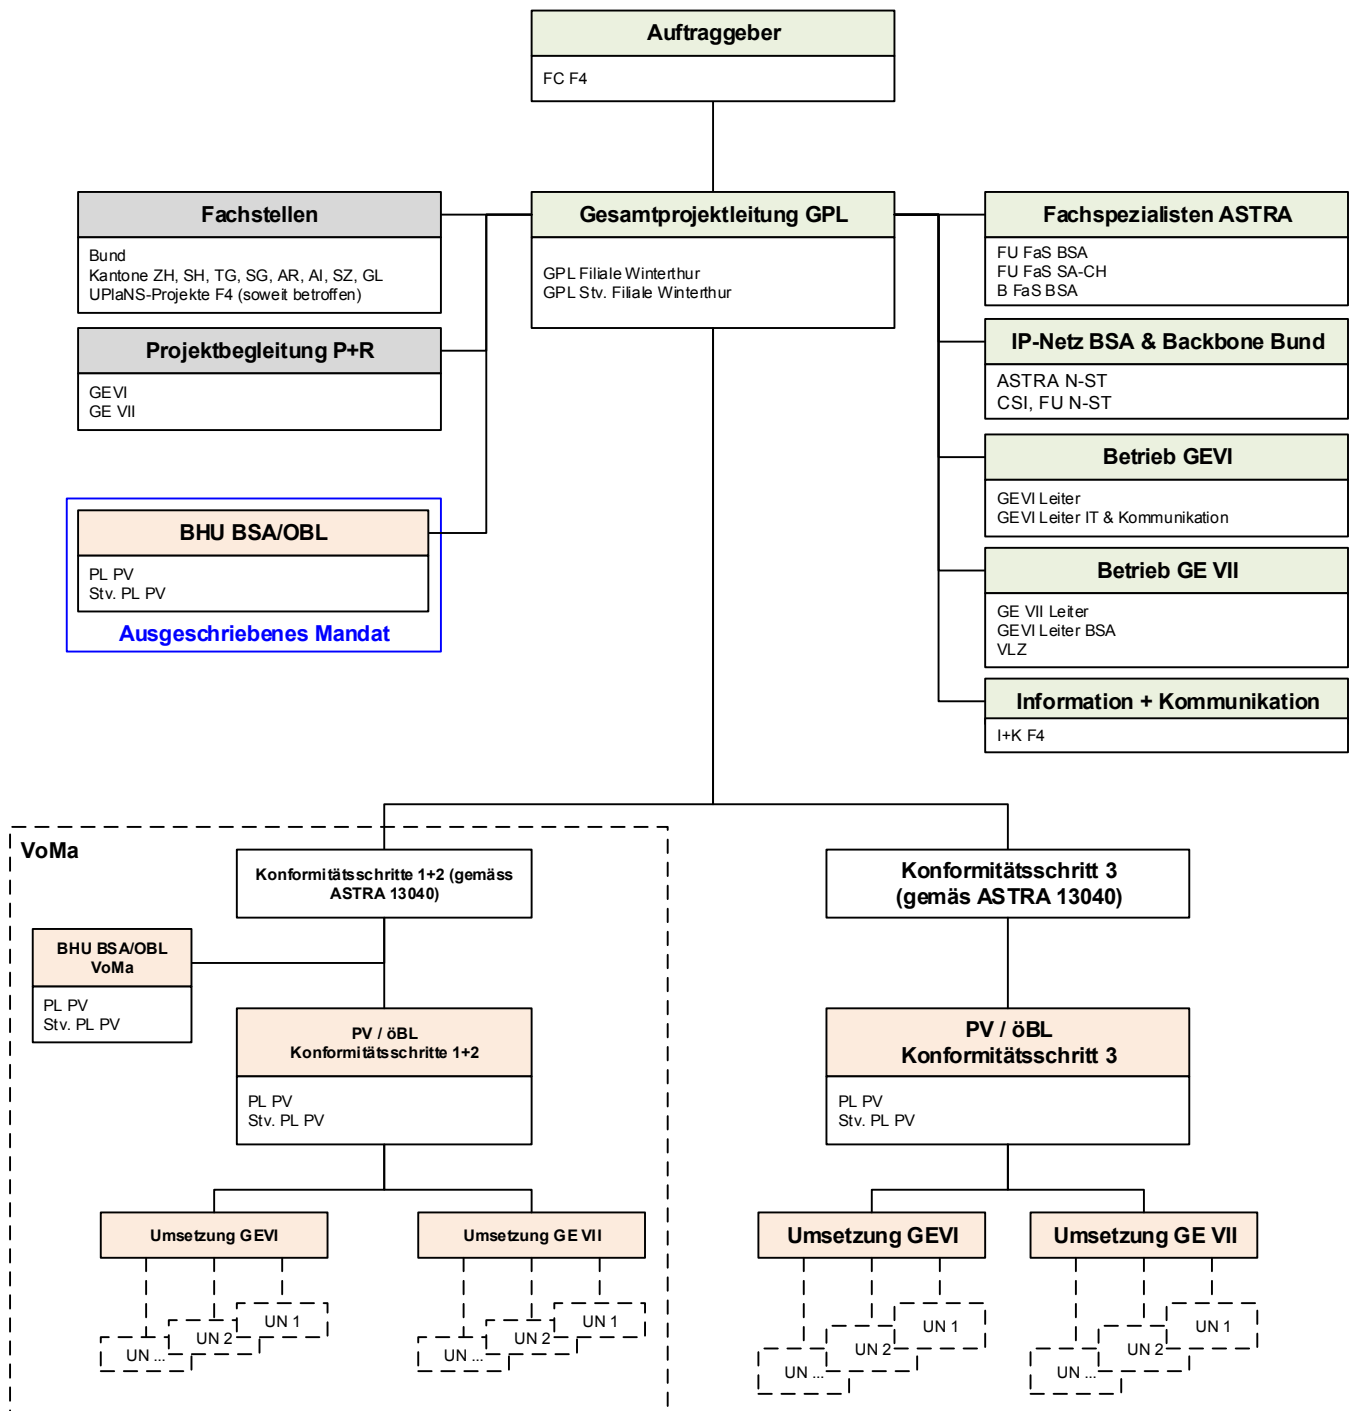 Auftraggeber
FC F4
Fachstellen
Bund
Kantone ZH, SH, TG, SG, AR, AI, SZ, GL
UPlaNS-Projekte F4 (soweit betroffen)
Gesamtprojektleitung GPL
GPL Filiale Winterthur
GPL Stv. Filiale Winterthur
Fachspezialisten ASTRA
FU FaS BSA
FU FaS SA-CH
B FaS BSA
Projektbegleitung P+R
GEVI
GE VII
IP-Netz BSA & Backbone Bund
ASTRA N-ST
CSI, FU N-ST
Betrieb GEVI
GEVI Leiter
GEVI Leiter IT & Kommunikation
BHU BSA/OBL
PL PV
Stv. PL PV
Ausgeschriebenes Mandat
Betrieb GE VII
GE VII Leiter
GEVI Leiter BSA
VLZ
Information + Kommunikation
I+K F4
VoMa
Konformitätsschritte 1+2 (gemäss
ASTRA 13040)
BHU BSA/OBL
VoMa
PL PV
Stv. PL PV
PV / öBL
Konformitätsschritte 1+2
PL PV
Stv. PL PV
Umsetzung GEVI
UN 1
UN 2
UN ...
Umsetzung GE VII
UN 1
UN 2
UN ...
Konformitätsschritt 3
(gemäs ASTRA 13040)
PV / öBL
Konformitätsschritt 3
PL PV
Stv. PL PV
Umsetzung GEVI
UN 1
UN 2
UN ...
Umsetzung GE VII
UN 1
UN 2
UN ...